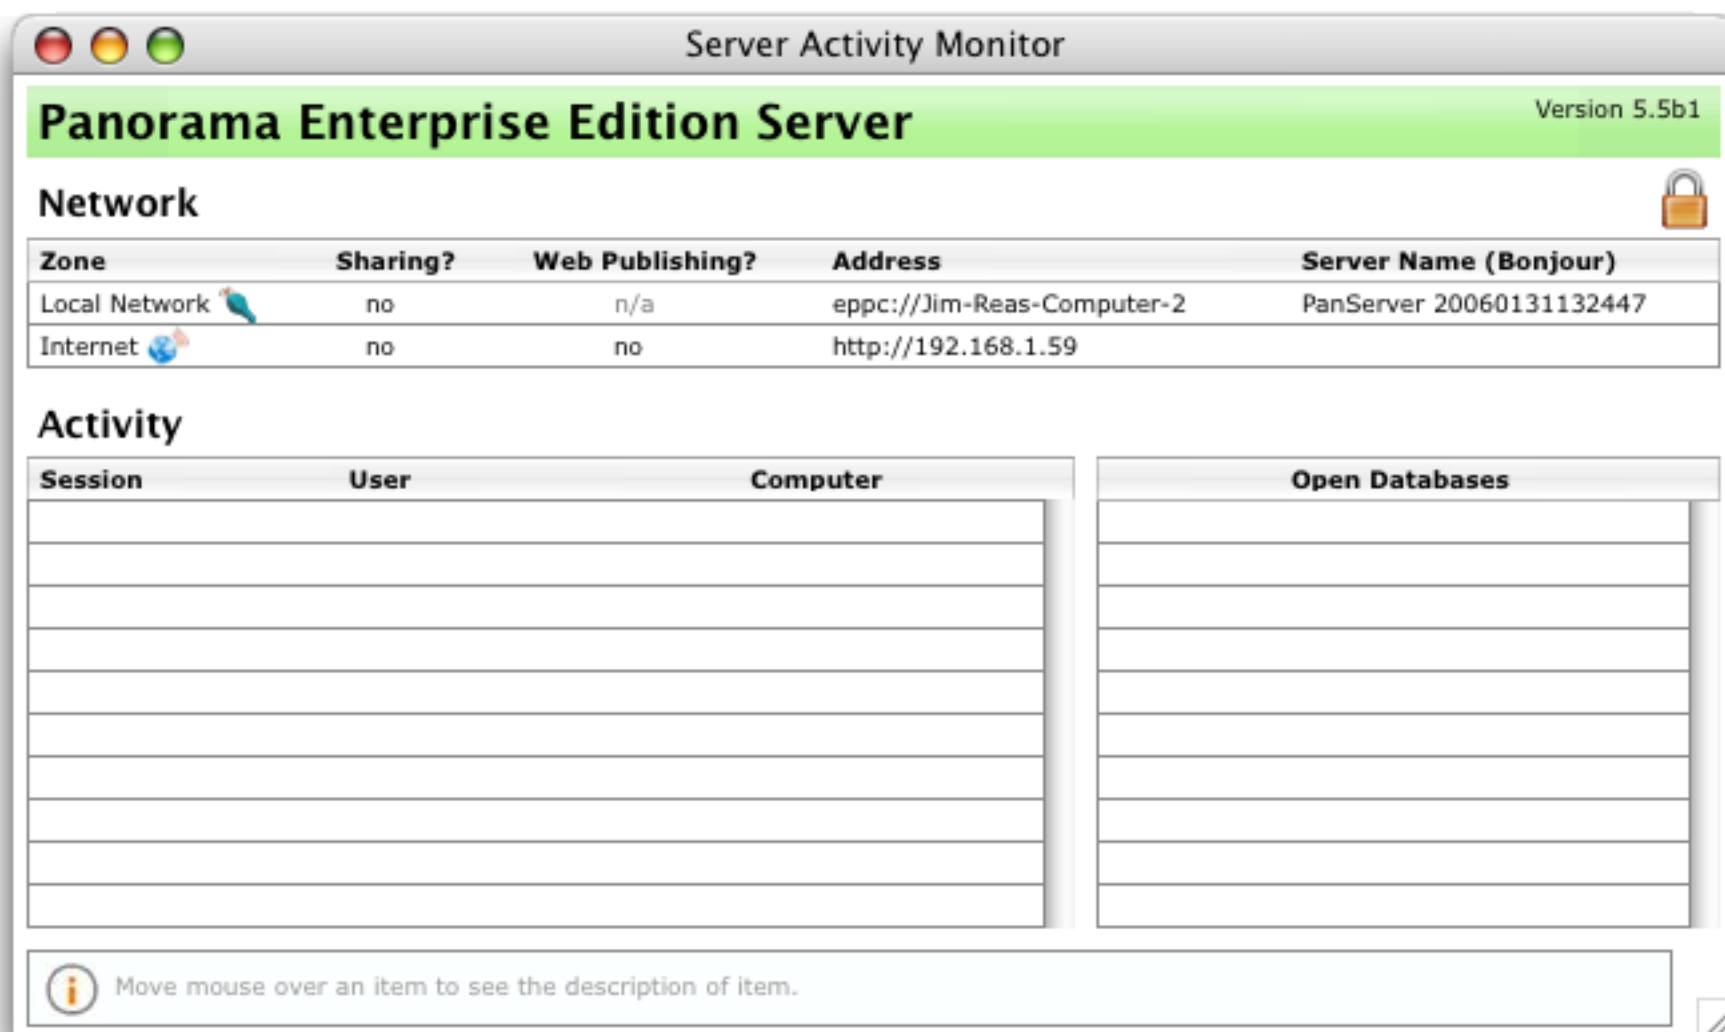 Server Activity Monitor
Panorama Enterprise Edition Server
Version 5.5b1
Network
Zone Sharing? Web Publishing? Address Server Name (Bonjour)
Local Network no n/a eppc://Jim-Reas-Computer-2 PanServer 20060131132447
Internet no no http://192.168.1.59
Activity
Session User Computer Open Databases
Move mouse over an item to see the description of item.